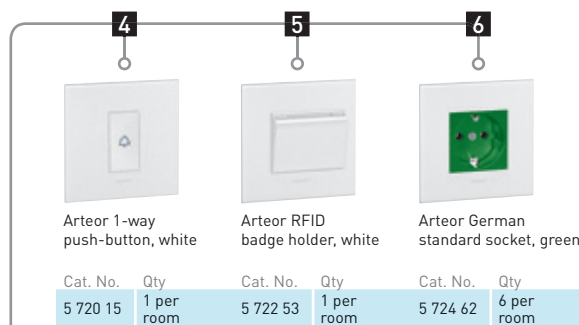 4
5
6
Arteor 1-way
push-button, white
Arteor RFID
badge holder, white
Arteor German
standard socket, green
Cat. No. Qty
5 720 15 1 per
room
Cat. No. Qty
5 722 53 1 per
room
Cat. No. Qty
5 724 62 6 per
room